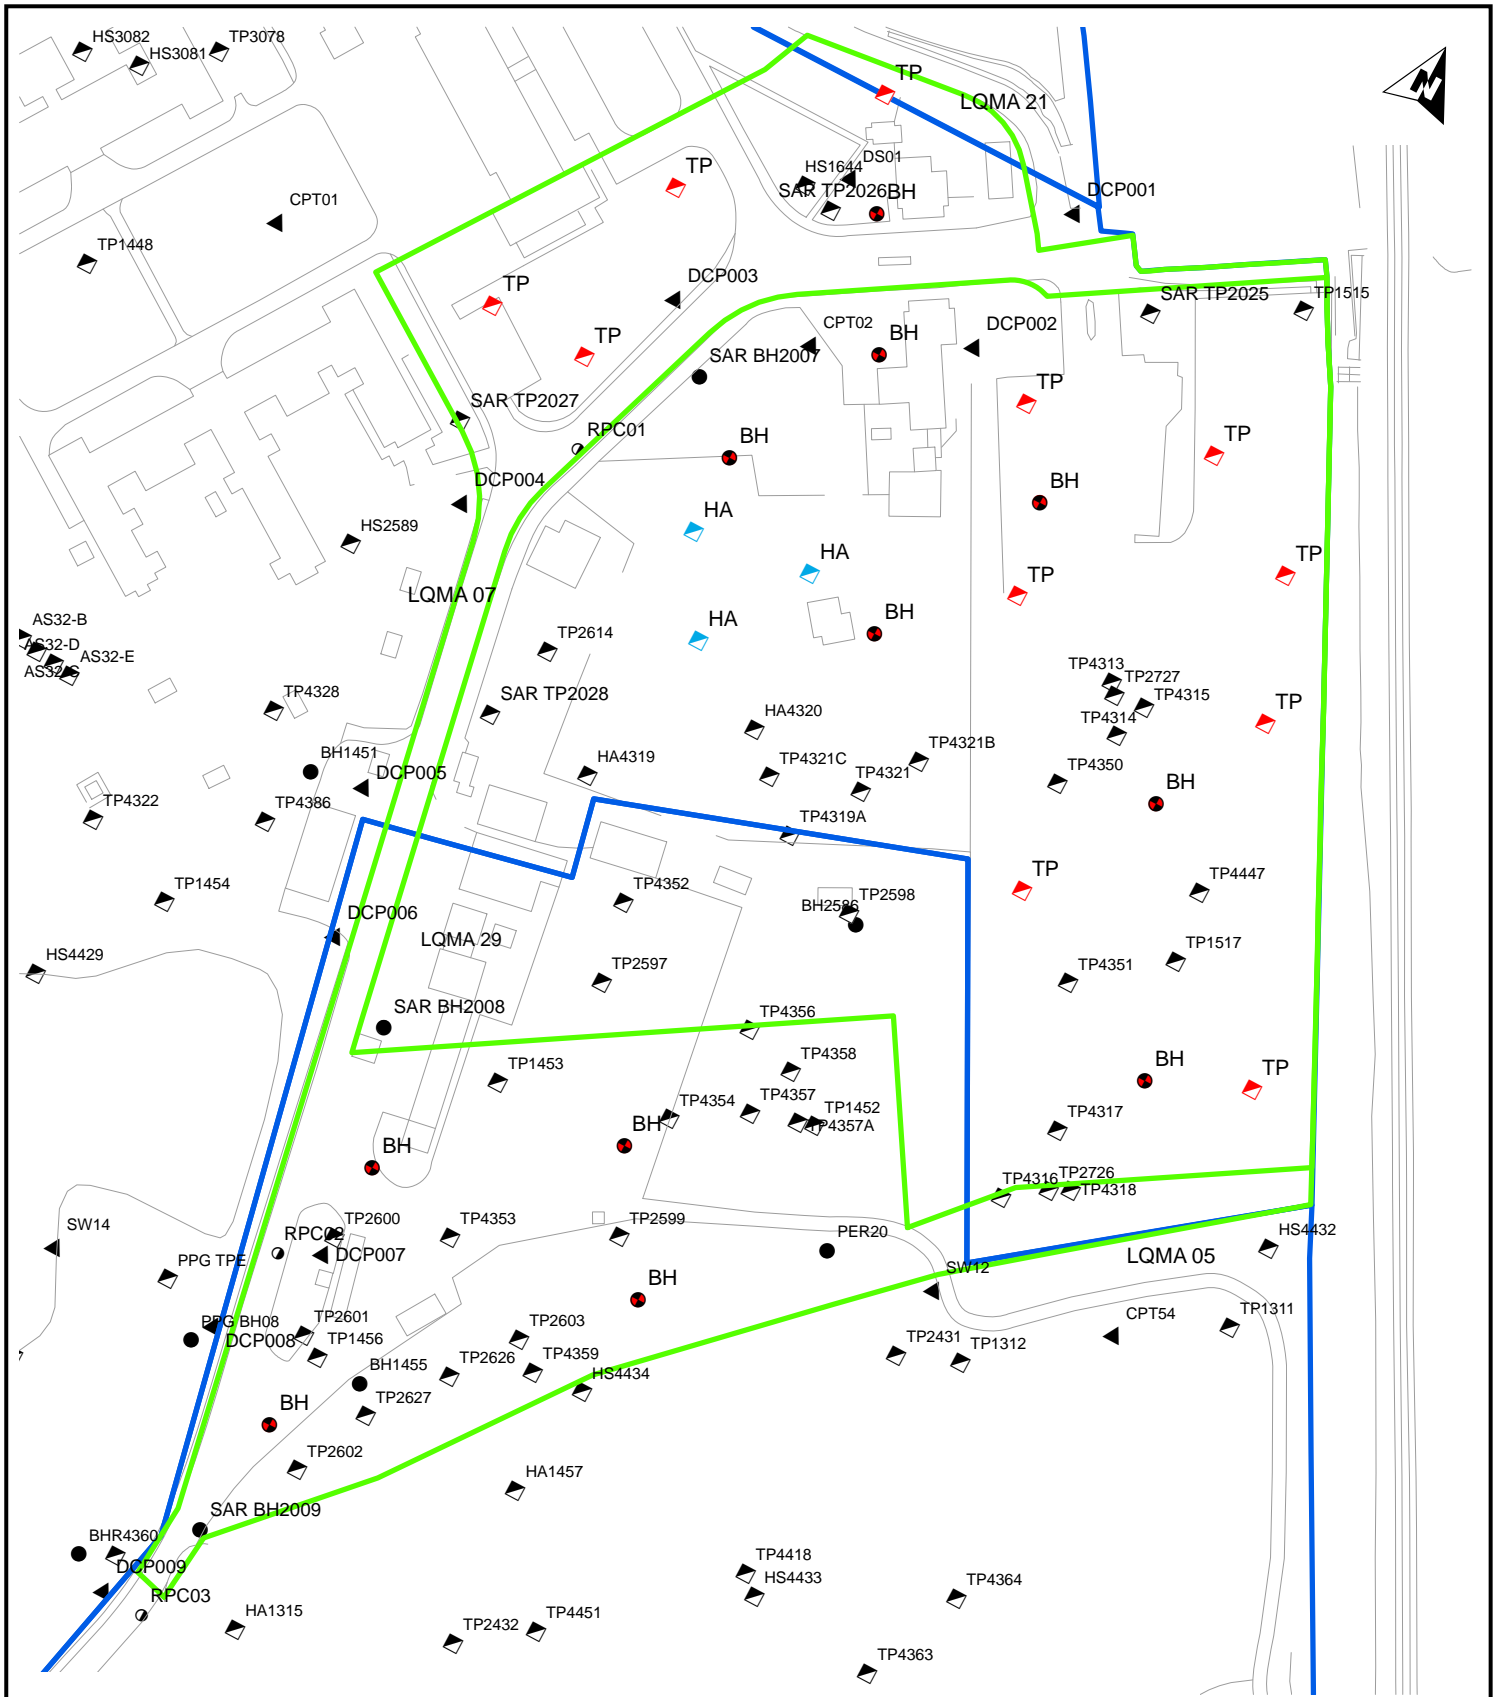 HS3082
HS3081
TP3078
N
TP
LQMA 21
TP
HS1644
DS01
SAR TP2026
BH
DCP001
CPT01
TP1448
TP
DCP003
SAR TP2025
TP1515
TP
CPT02
BH
DCP002
SAR BH2007
TP
SAR TP2027
RPC01
BH
TP
DCP004
BH
HS2589
HA
HA
TP
LQMA 07
TP
AS32-B
AS32-D
AS32-E
AS32-C
HA
BH
TP2614
TP4313
TP2727
TP4315
TP4314
TP4328
SAR TP2028
HA4320
TP
BH1451
DCP005
HA4319
TP4321C
TP4321
TP4321B
TP4350
BH
TP4322
TP4386
TP4319A
TP1454
TP4352
BH2586
TP2598
TP
TP4447
DCP006
LQMA 29
HS4429
TP2597
TP4351
TP1517
SAR BH2008
TP4356
TP1453
TP4358
BH
TP
TP4354
TP4357
TP1452
TP4357A
TP4317
BH
BH
TP4316
TP2726
TP4318
SW14
RPC02
TP2600
DCP007
TP4353
TP2599
PER20
HS4432
LQMA 05
PPG TPE
BH
SW12
PPG BH08
DCP008
TP2601
TP1456
TP2603
CPT54
TP1311
BH1455
TP2626
TP4359
HS4434
TP2431
TP1312
BH
TP2627
TP2602
HA1457
SAR BH2009
BHR4360
DCP009
RPC03
HA1315
TP2432
TP4451
TP4418
HS4433
TP4364
TP4363